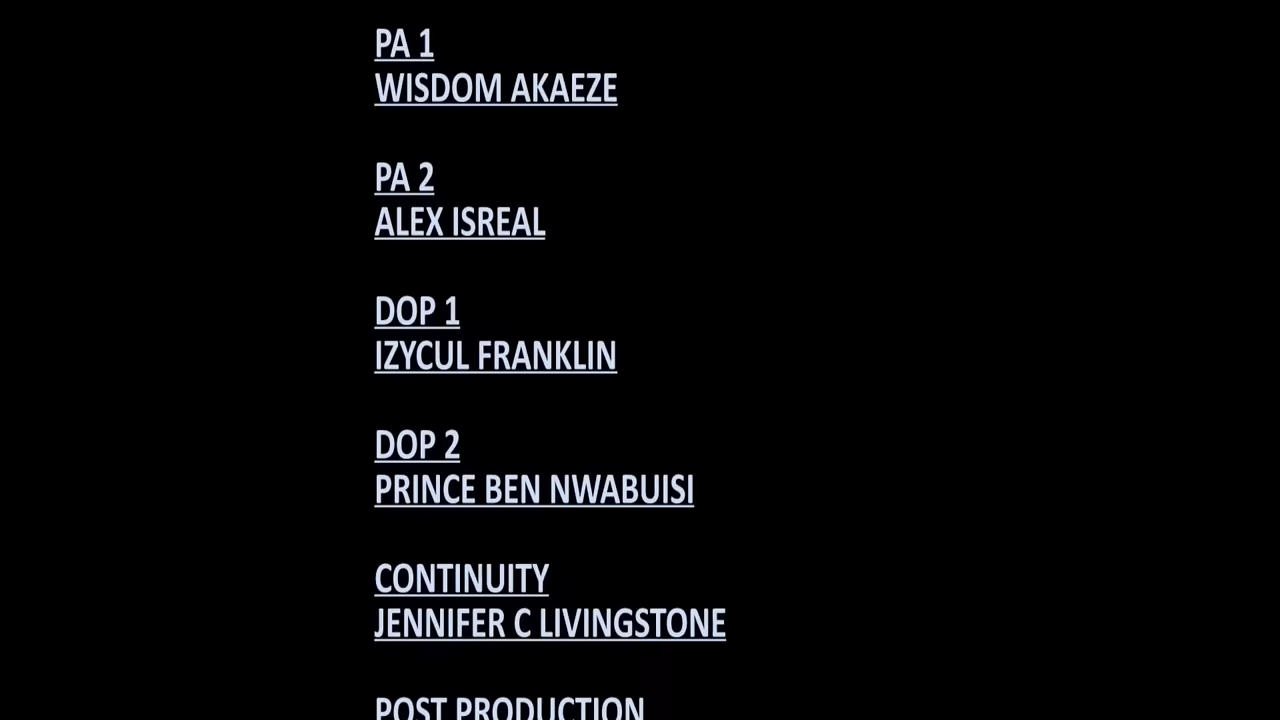 PA 1
WISDOM AKAEZE
PA 2
ALEX ISREAL
DOP 1
IZYCUL FRANKLIN
DOP 2
PRINCE BEN NWABUISI
CONTINUITY
JENNIFER C LIVINGSTONE
POST PRODUCTION